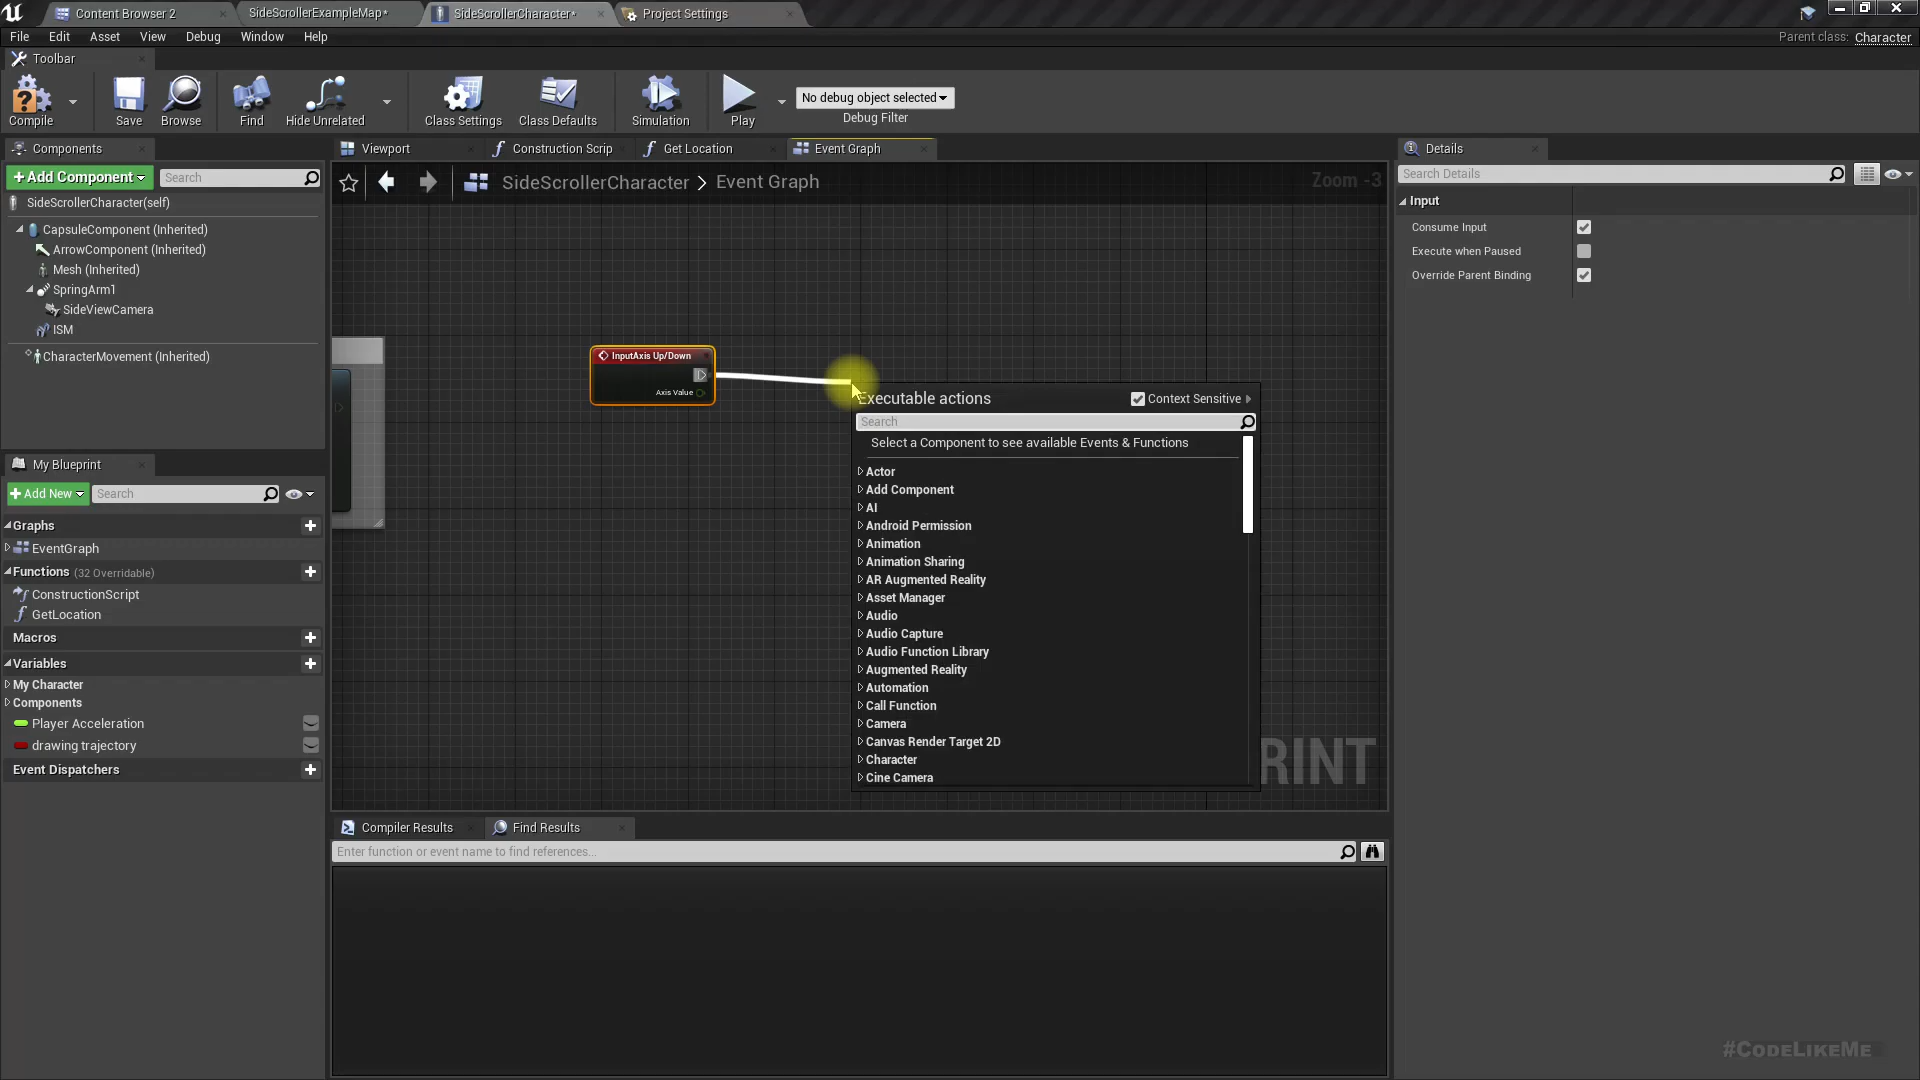 Content Browser 2
SideScrollerExampleMap*
SideScrollerCharacter*
Project Settings
File Edit Asset View Debug Window Help
Parent class: Character
Toolbar
Compile
Save
Browse
Find
Hide Unrelated
Class Settings
Class Defaults
Simulation
Play
No debug object selected
Debug Filter
Components
+ Add Component
Search
SideScrollerCharacter(self)
CapsuleComponent (Inherited)
ArrowComponent (Inherited)
Mesh (Inherited)
SpringArm1
SideViewCamera
ISM
CharacterMovement (Inherited)
My Blueprint
+ Add New
Search
Graphs
EventGraph
Functions (32 Overridable)
ConstructionScript
GetLocation
Macros
Variables
My Character
Components
Player Acceleration
drawing trajectory
Event Dispatchers
Viewport
Construction Scrip
Get Location
Event Graph
SideScrollerCharacter > Event Graph
Zoom -3
InputAxis Up/Down
Axis Value
Executable actions
Context Sensitive
Search
Select a Component to see available Events & Functions
Actor
Add Component
AI
Android Permission
Animation
Animation Sharing
AR Augmented Reality
Asset Manager
Audio
Audio Capture
Audio Function Library
Augmented Reality
Automation
Call Function
Camera
Canvas Render Target 2D
Character
Cine Camera
RINT
Compiler Results
Find Results
Enter function or event name to find references...
Details
Search Details
Input
Consume Input
Execute when Paused
Override Parent Binding
#CodeLikeMe